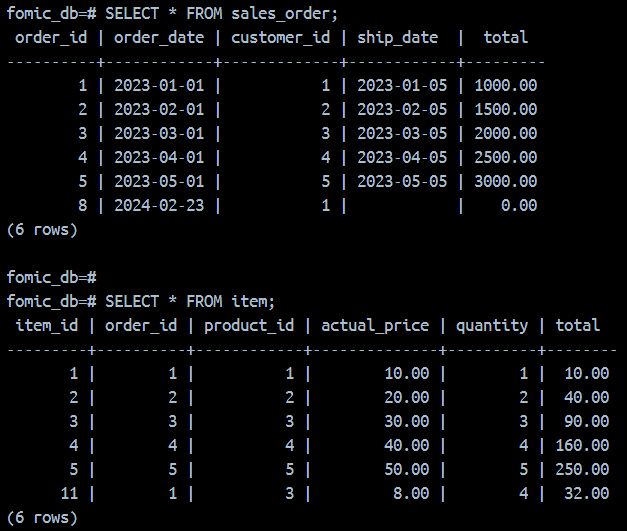 fomic_db=# SELECT * FROM sales_order;
 order_id | order_date | customer_id | ship_date  |  total
----------+------------+-------------+------------+---------
        1 | 2023-01-01 |           1 | 2023-01-05 | 1000.00
        2 | 2023-02-01 |           2 | 2023-02-05 | 1500.00
        3 | 2023-03-01 |           3 | 2023-03-05 | 2000.00
        4 | 2023-04-01 |           4 | 2023-04-05 | 2500.00
        5 | 2023-05-01 |           5 | 2023-05-05 | 3000.00
        8 | 2024-02-23 |           1 |            |    0.00
(6 rows)

fomic_db=#
fomic_db=# SELECT * FROM item;
 item_id | order_id | product_id | actual_price | quantity | total
---------+----------+------------+--------------+----------+--------
       1 |        1 |          1 |        10.00 |        1 |  10.00
       2 |        2 |          2 |        20.00 |        2 |  40.00
       3 |        3 |          3 |        30.00 |        3 |  90.00
       4 |        4 |          4 |        40.00 |        4 | 160.00
       5 |        5 |          5 |        50.00 |        5 | 250.00
      11 |        1 |          3 |         8.00 |        4 |  32.00
(6 rows)